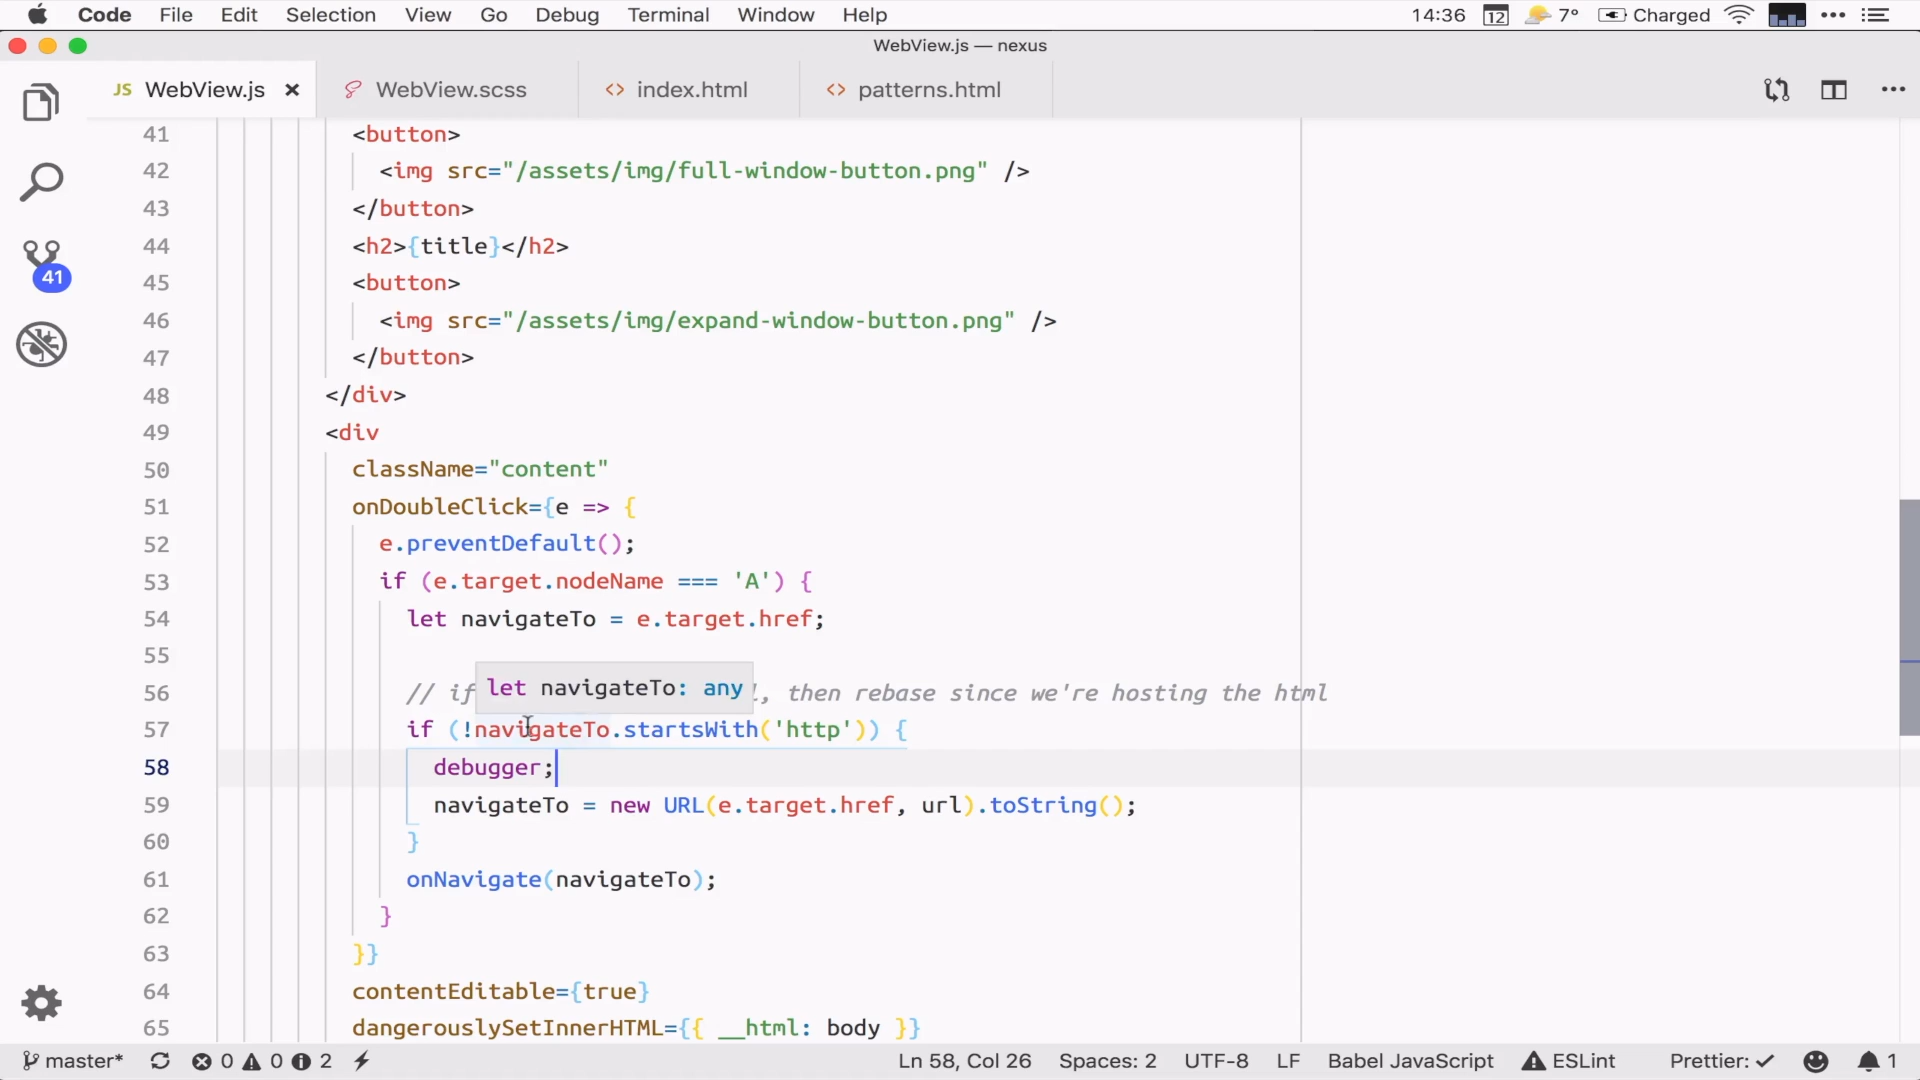 Code File Edit Selection View Go Debug Terminal Window Help 14:36 12 7° Charged
WebView.js — nexus
JS WebView.js WebView.scss <> index.html <> patterns.html
41 <button>
42 <img src="/assets/img/full-window-button.png" />
43 </button>
44 <h2>{title}</h2>
45 <button>
46 <img src="/assets/img/expand-window-button.png" />
47 </button>
48 </div>
49 <div
50 className="content"
51 onDoubleClick={e => {
52 e.preventDefault();
53 if (e.target.nodeName === 'A') {
54 let navigateTo = e.target.href;
55
let navigateTo: any
56 // if , then rebase since we're hosting the html
57 if (!navigateTo.startsWith('http')) {
58 debugger;
59 navigateTo = new URL(e.target.href, url).toString();
60 }
61 onNavigate(navigateTo);
62 }
63 }}
64 contentEditable={true}
65 dangerouslySetInnerHTML={{ __html: body }}
41
master* 0 0 2 Ln 58, Col 26 Spaces: 2 UTF-8 LF Babel JavaScript ESLint Prettier: ✓ 1